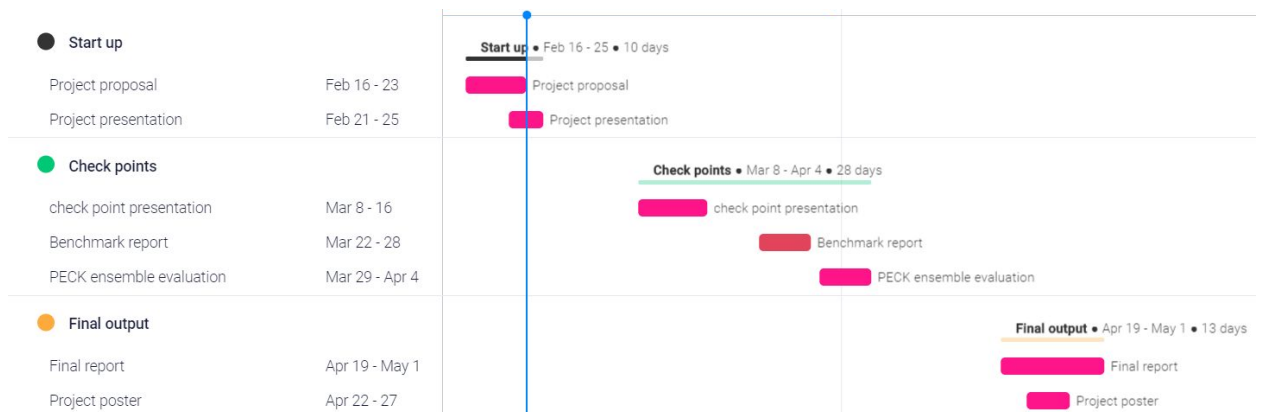 Start up
Start up • Feb 16 - 25 • 10 days
Project proposal Feb 16 - 23 Project proposal
Project presentation Feb 21 - 25 Project presentation
Check points
Check points • Mar 8 - Apr 4 • 28 days
check point presentation Mar 8 - 16 check point presentation
Benchmark report Mar 22 - 28 Benchmark report
PECK ensemble evaluation Mar 29 - Apr 4 PECK ensemble evaluation
Final output
Final output • Apr 19 - May 1 • 13 days
Final report Apr 19 - May 1 Final report
Project poster Apr 22 - 27 Project poster